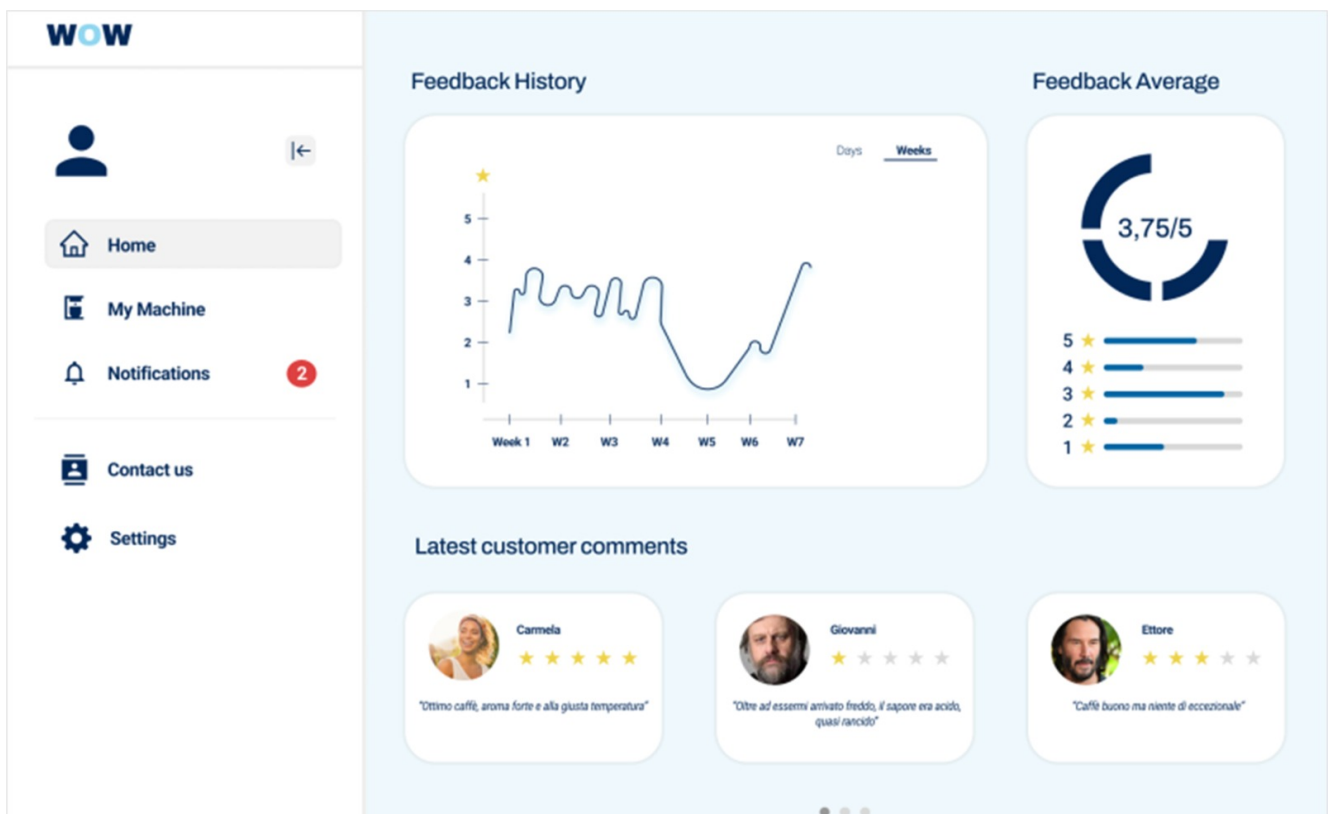 WOW
Home
My Machine
Notifications
2
Contact us
Settings
Feedback History
Days Weeks
5
4
3
2
1
Week 1 W2 W3 W4 W5 W6 W7
Feedback Average
3,75/5
5
4
3
2
1
Latest customer comments
Carmela
"Ottimo caffè, aroma forte e alla giusta temperatura"
Giovanni
"Oltre ad essermi arrivato freddo, il sapore era acido,
quasi rancido"
Ettore
"Caffè buono ma niente di eccezionale"